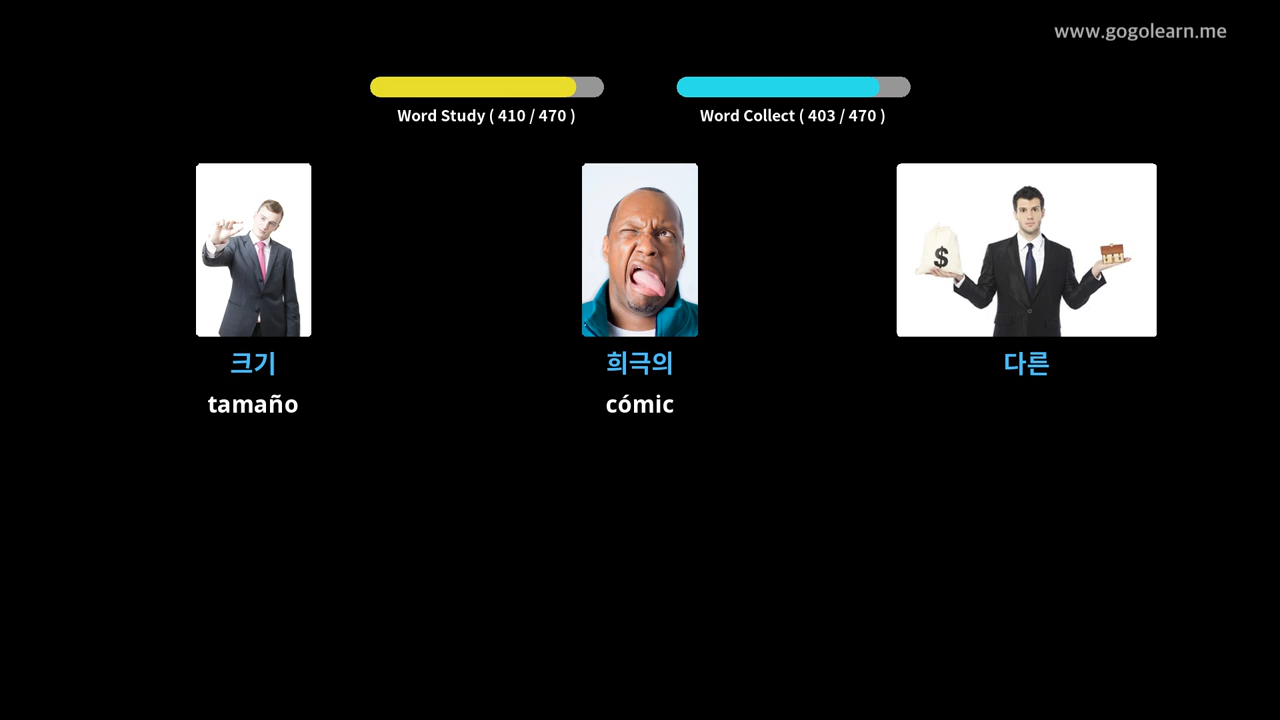 www.gogolearn.me
Word Study ( 410 / 470 )
Word Collect ( 403 / 470 )
$
크기
희극의
다른
tamaño
cómic